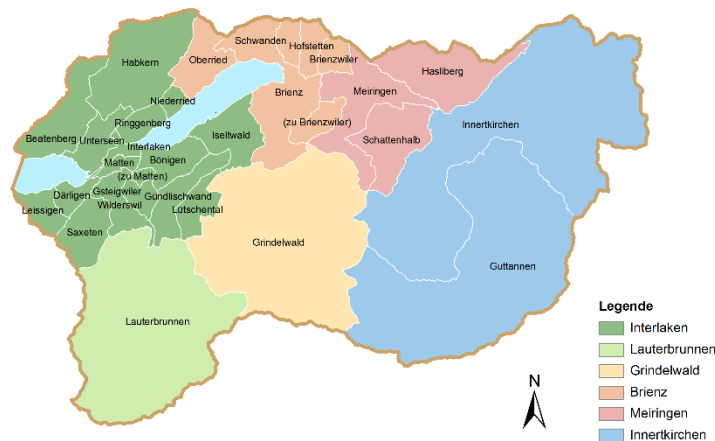 Schwanden
Hofstetten
Oberried
Brienzwiler
Habkern
Hasliberg
Meiringen
Brienz
Niederried
Ringgenberg
(zu Brienzwiler)
Innertkirchen
Iseltwald
Beatenberg
Unterseen
Interlaken
Schattenhalb
Matten
Bönigen
(zu Matten)
Därligen
Gsteigwiler
Gündlischwand
Leissigen
Wilderswil
Lütschental
Saxeten
Grindelwald
Guttannen
Lauterbrunnen
Legende
Interlaken
Lauterbrunnen
Grindelwald
Brienz
Meiringen
Innertkirchen
N